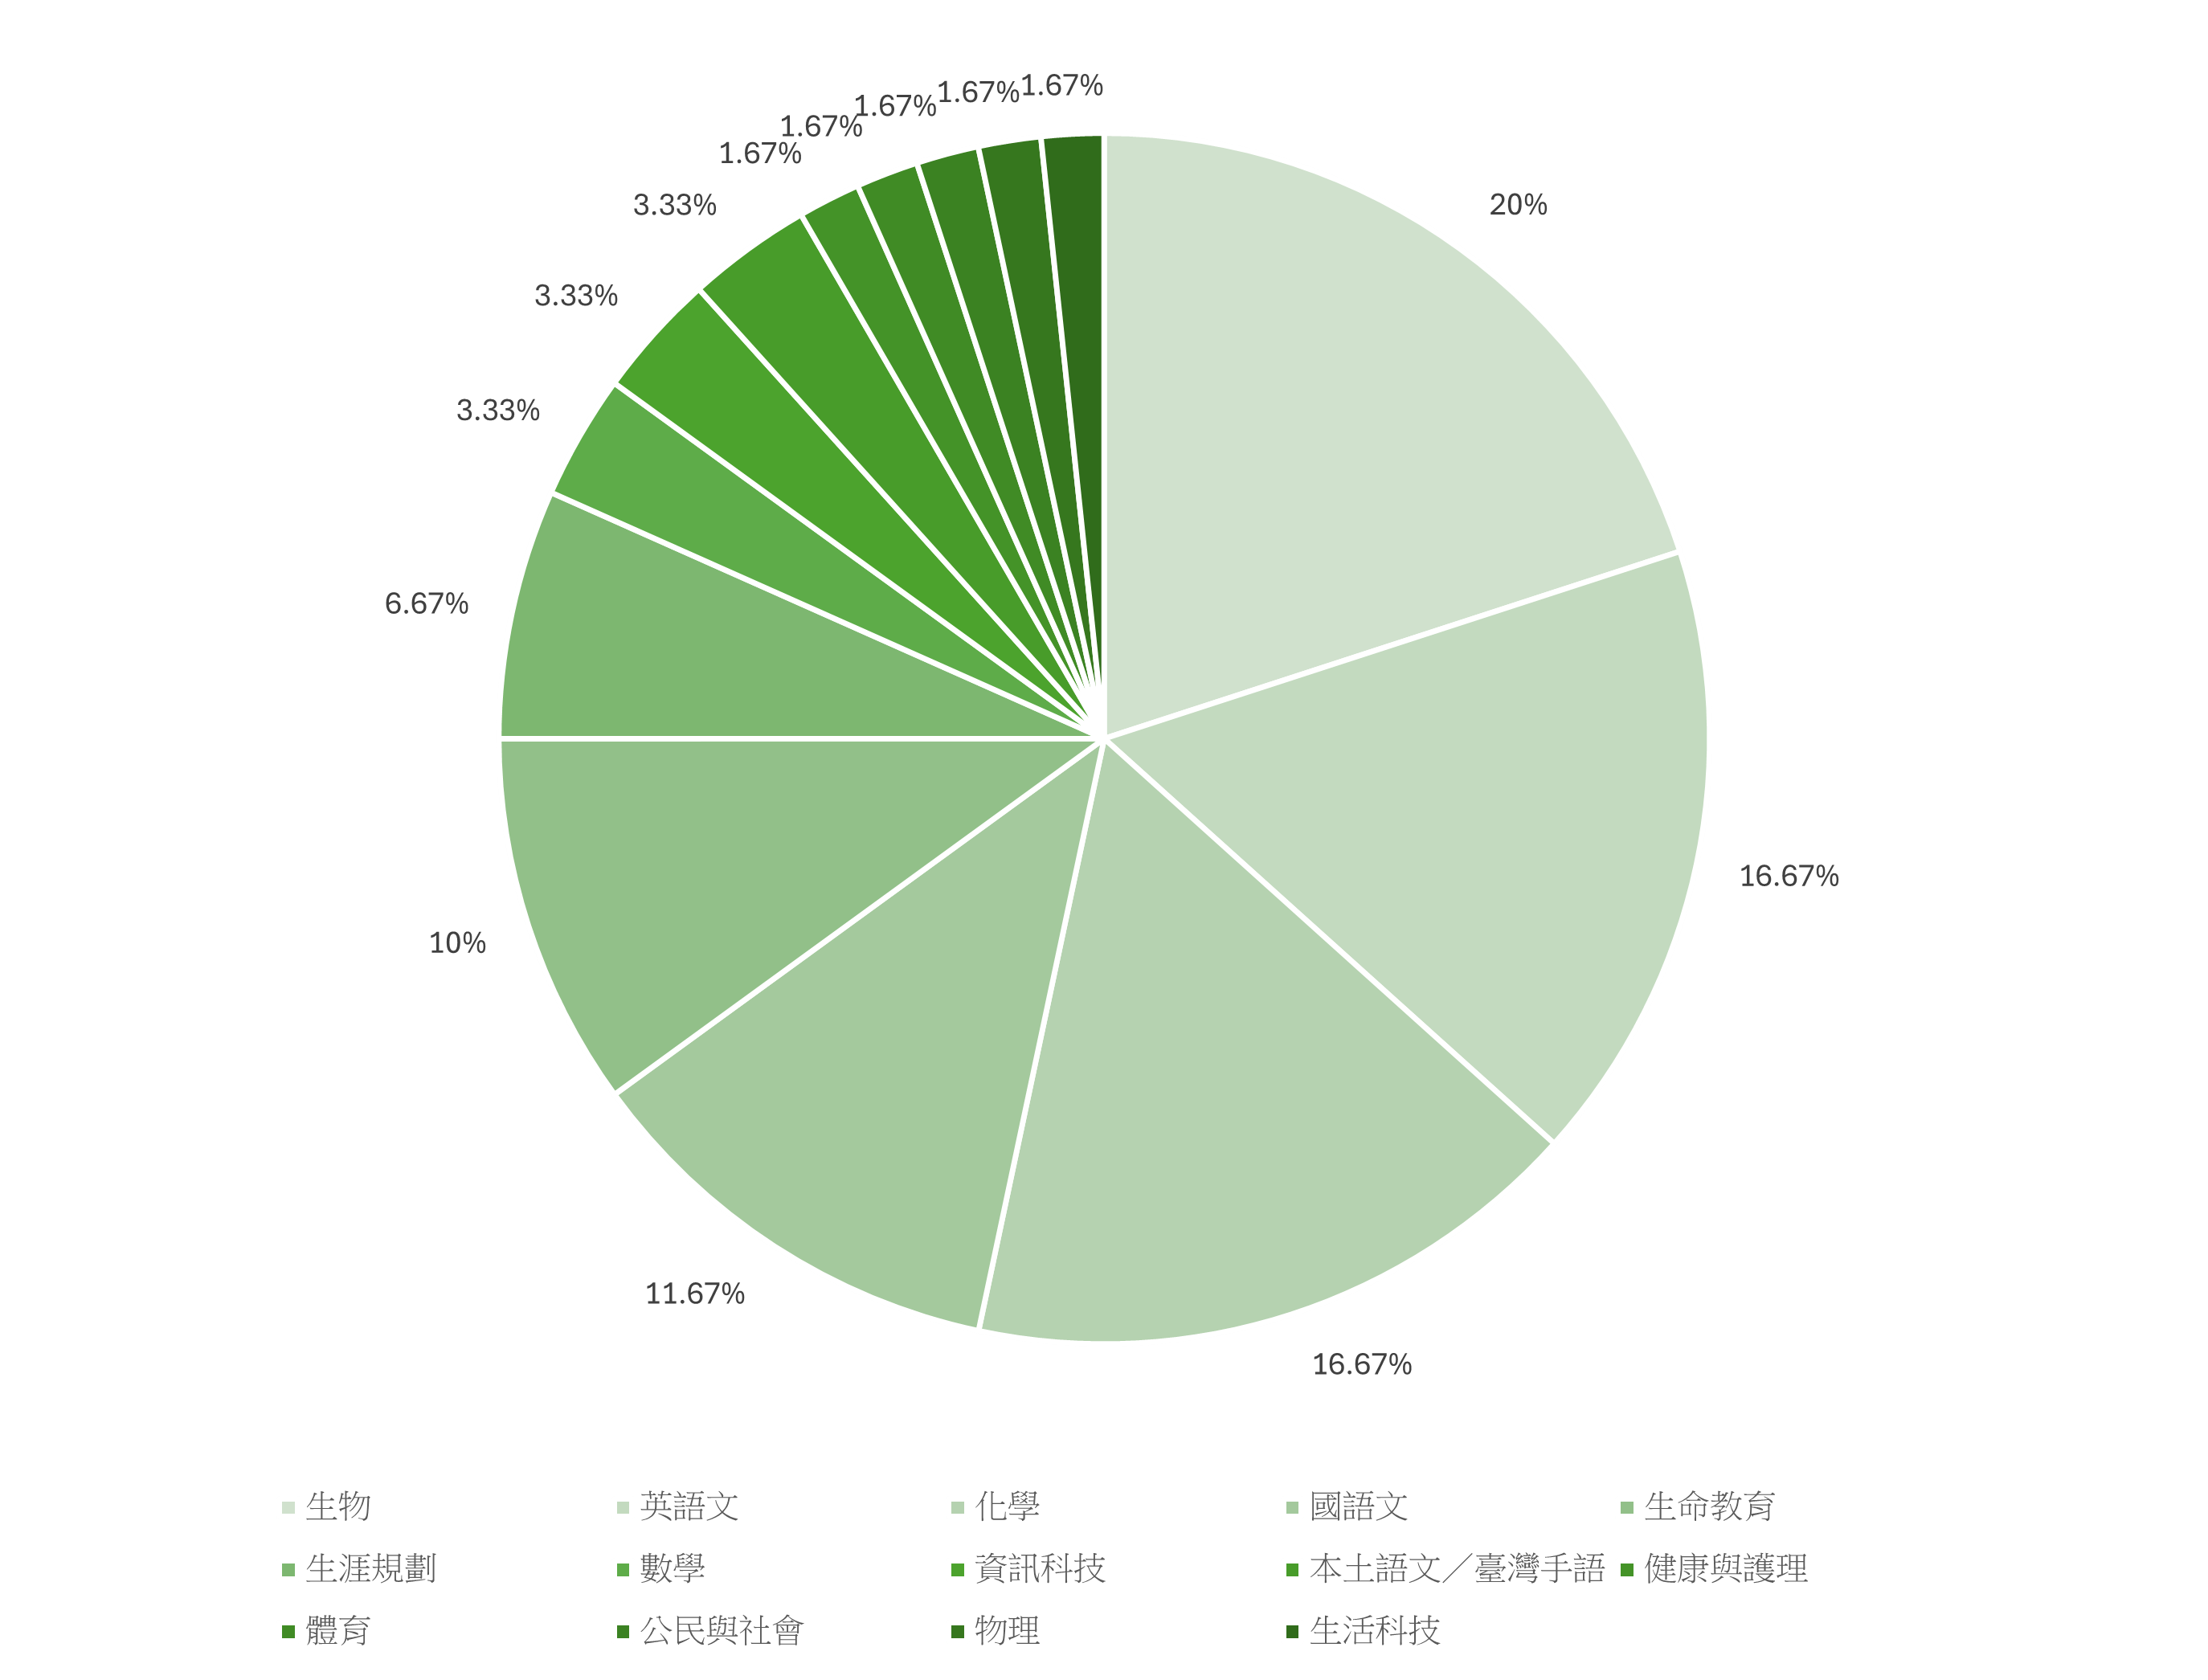 1.67%
1.67%
1.67%
1.67%
1.67%
3.33%
20%
3.33%
3.33%
6.67%
16.67%
10%
11.67%
16.67%
生物
英語文
化學
國語文
生命教育
生涯規劃
數學
資訊科技
本土語文／臺灣手語
健康與護理
體育
公民與社會
物理
生活科技